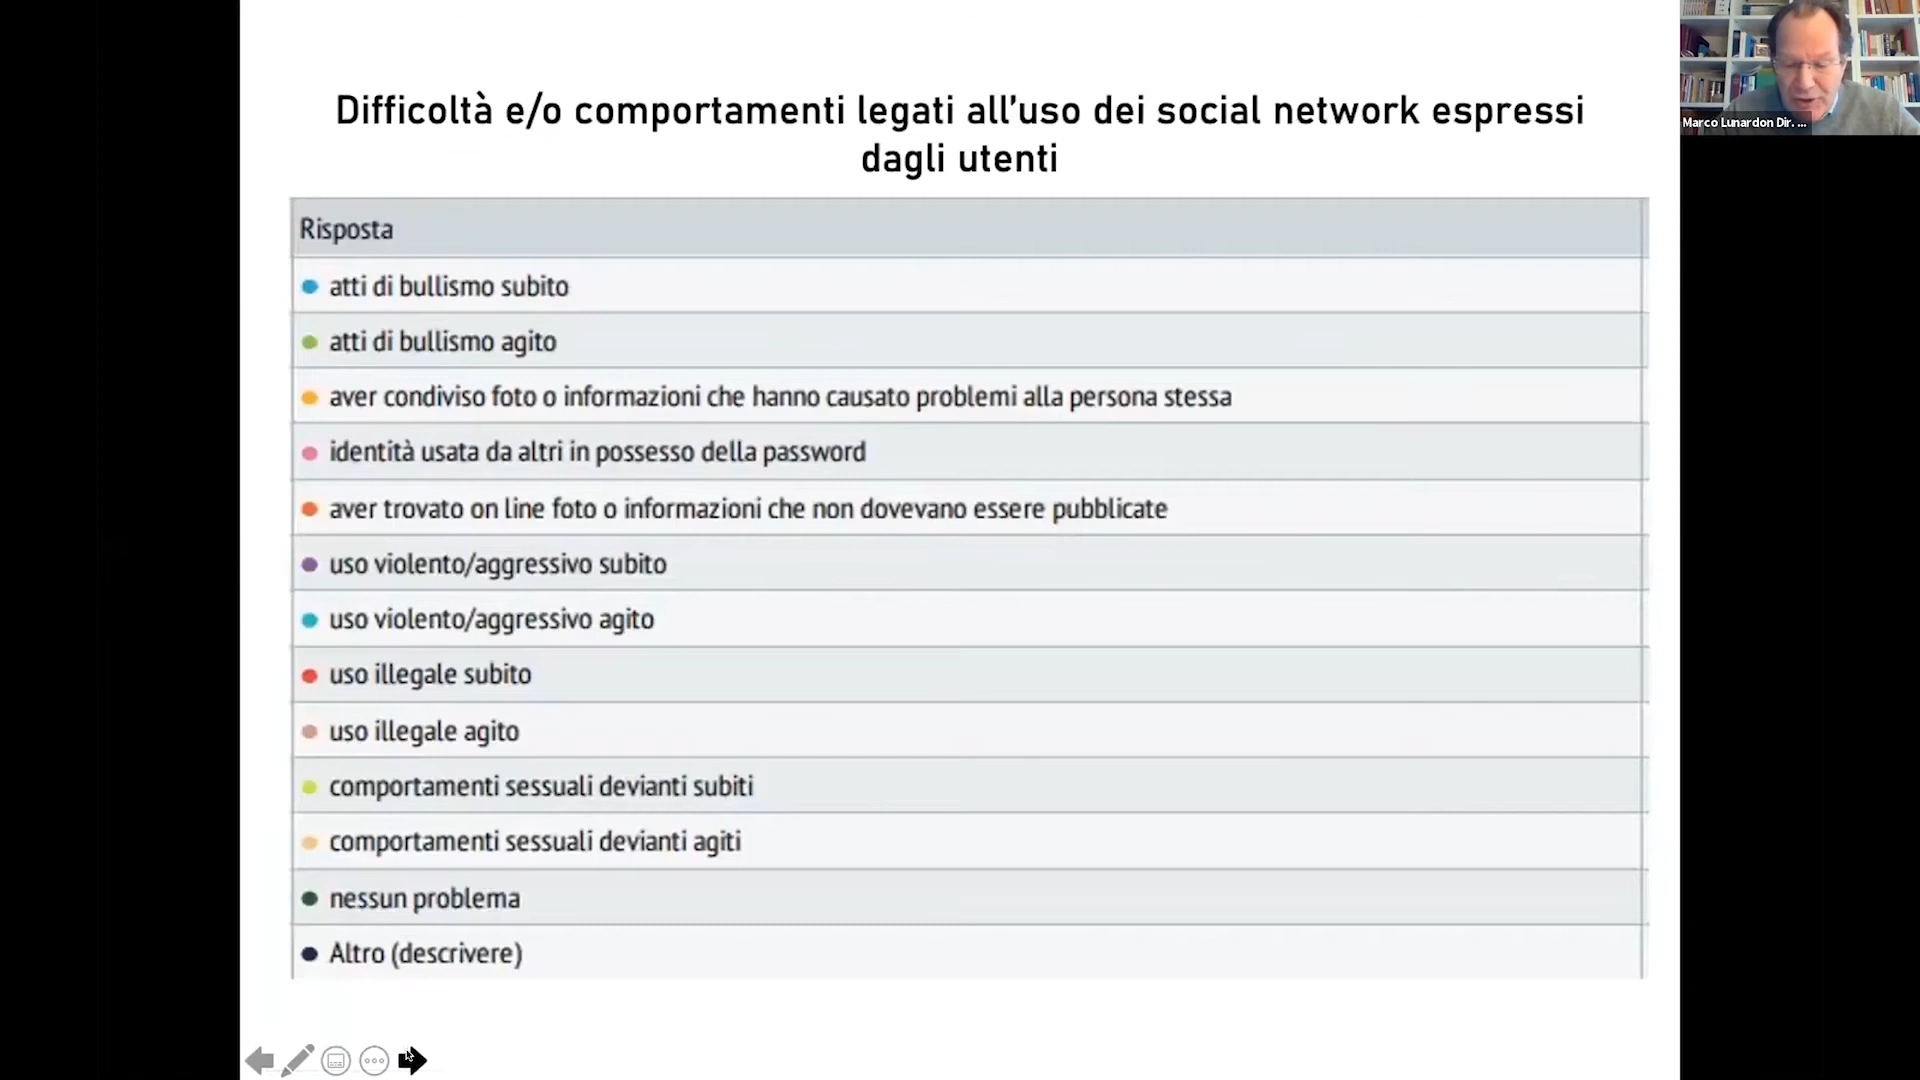 Difficoltà e/o comportamenti legati all’uso dei social network espressi
dagli utenti
Marco Lunardon Dir. ...
Risposta
atti di bullismo subito
atti di bullismo agito
aver condiviso foto o informazioni che hanno causato problemi alla persona stessa
identità usata da altri in possesso della password
aver trovato on line foto o informazioni che non dovevano essere pubblicate
uso violento/aggressivo subito
uso violento/aggressivo agito
uso illegale subito
uso illegale agito
comportamenti sessuali devianti subiti
comportamenti sessuali devianti agiti
nessun problema
Altro (descrivere)